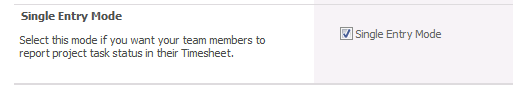 Single Entry Mode
Select this mode if you want your team members to
report project task status in their Timesheet.
Single Entry Mode